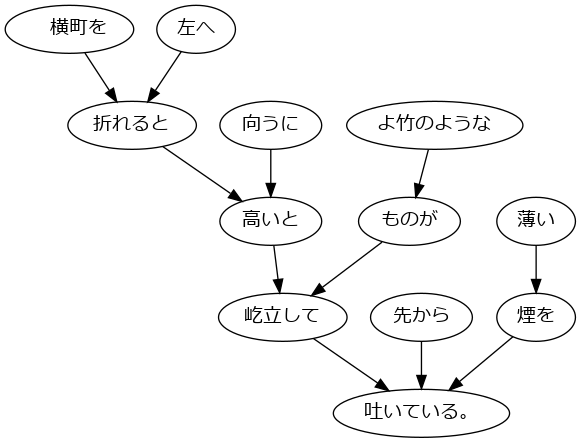 横町を 左へ
折れると 向うに よ竹のような
高いと ものが 薄い
屹立して 先から 煙を
吐いている。